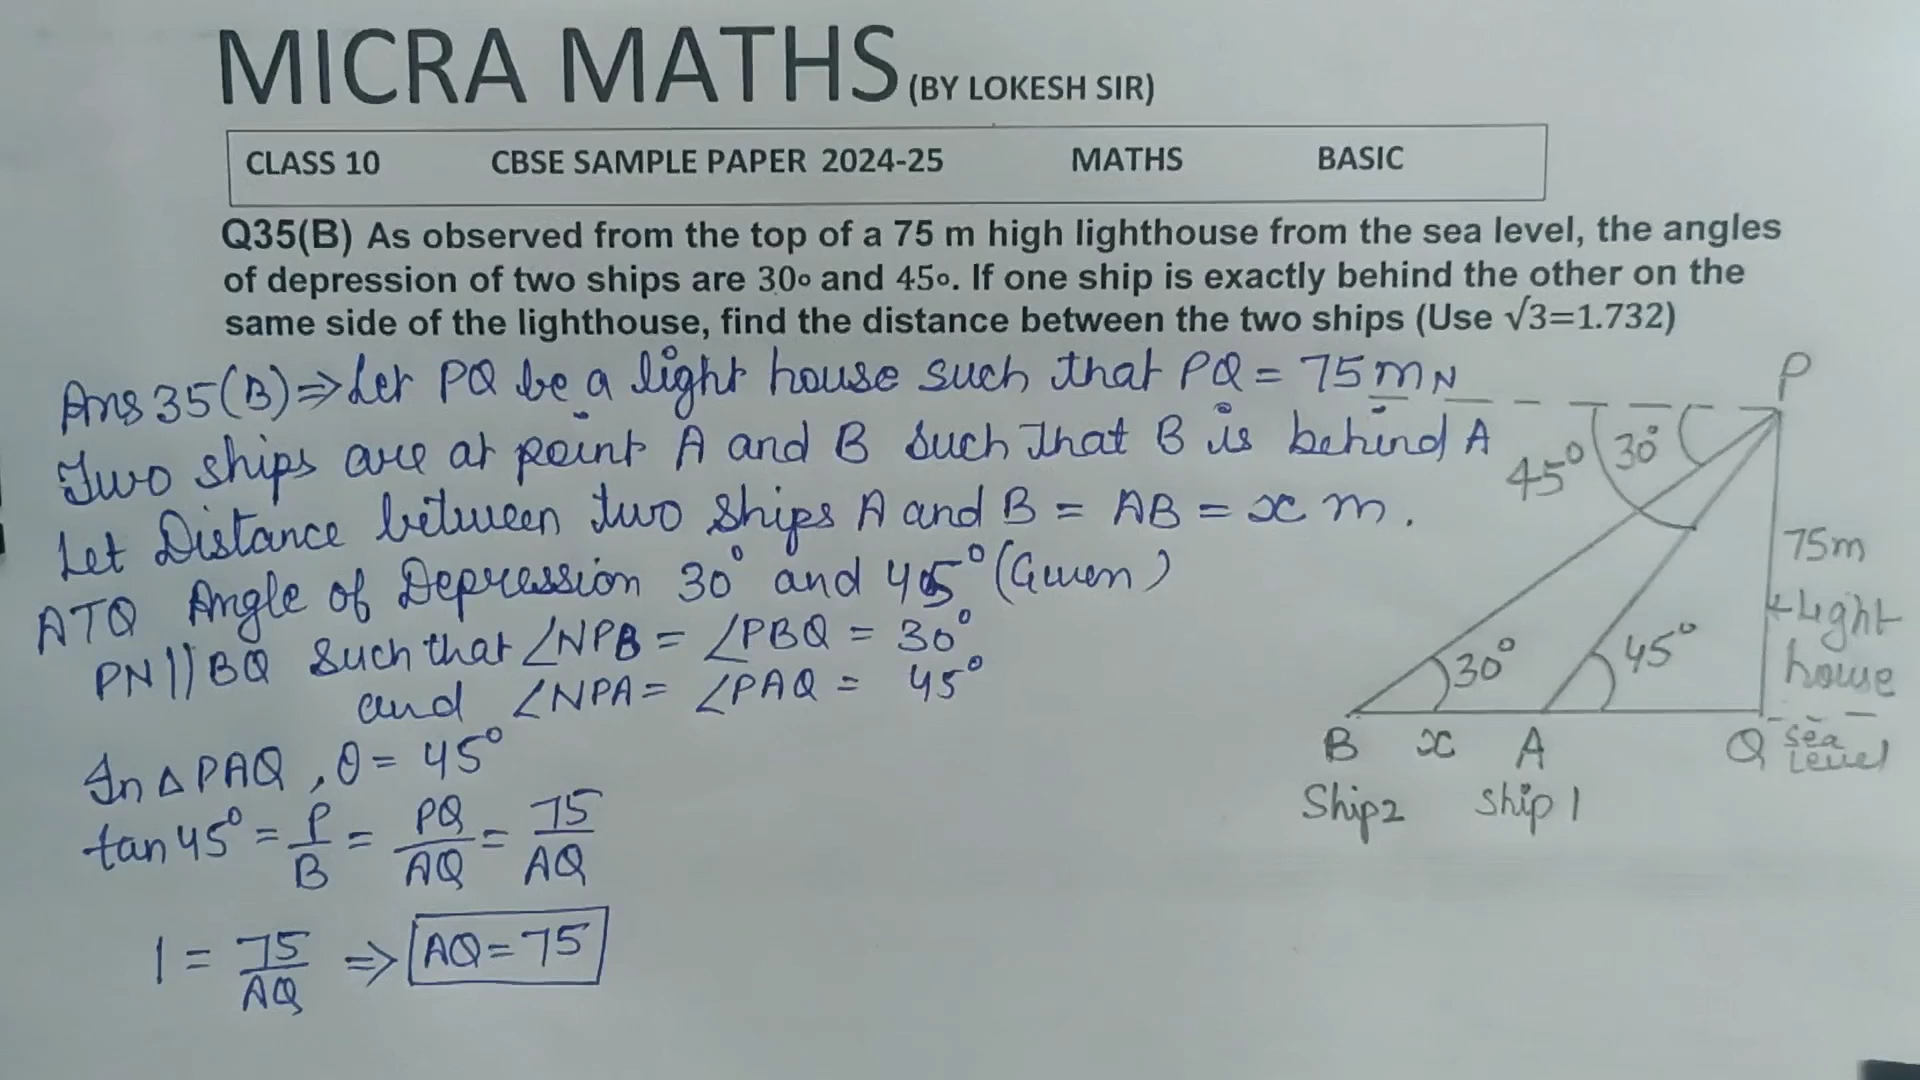 MICRA MATHS (BY LOKESH SIR)
CLASS 10 CBSE SAMPLE PAPER 2024-25 MATHS BASIC
Q35(B) As observed from the top of a 75 m high lighthouse from the sea level, the angles
of depression of two ships are 30o and 45o. If one ship is exactly behind the other on the
same side of the lighthouse, find the distance between the two ships (Use √3=1.732)
Ans 35(B) ⇒ Let PQ be a light house such that PQ = 75m
Two ships are at point A and B such that B is behind A
Let Distance between two ships A and B = AB = x m.
ATQ Angle of Depression 30° and 45° (Given)
PN || BQ such that ∠NPB = ∠PBQ = 30°
and ∠NPA = ∠PAQ = 45°
In △PAQ, θ = 45°
tan 45° = P/B = PQ/AQ = 75/AQ
1 = 75/AQ ⇒ AQ = 75
N
P
45° 30°
75m
←Light
house
30° 45°
B x A Q
sea
Level
Ship2 ship 1